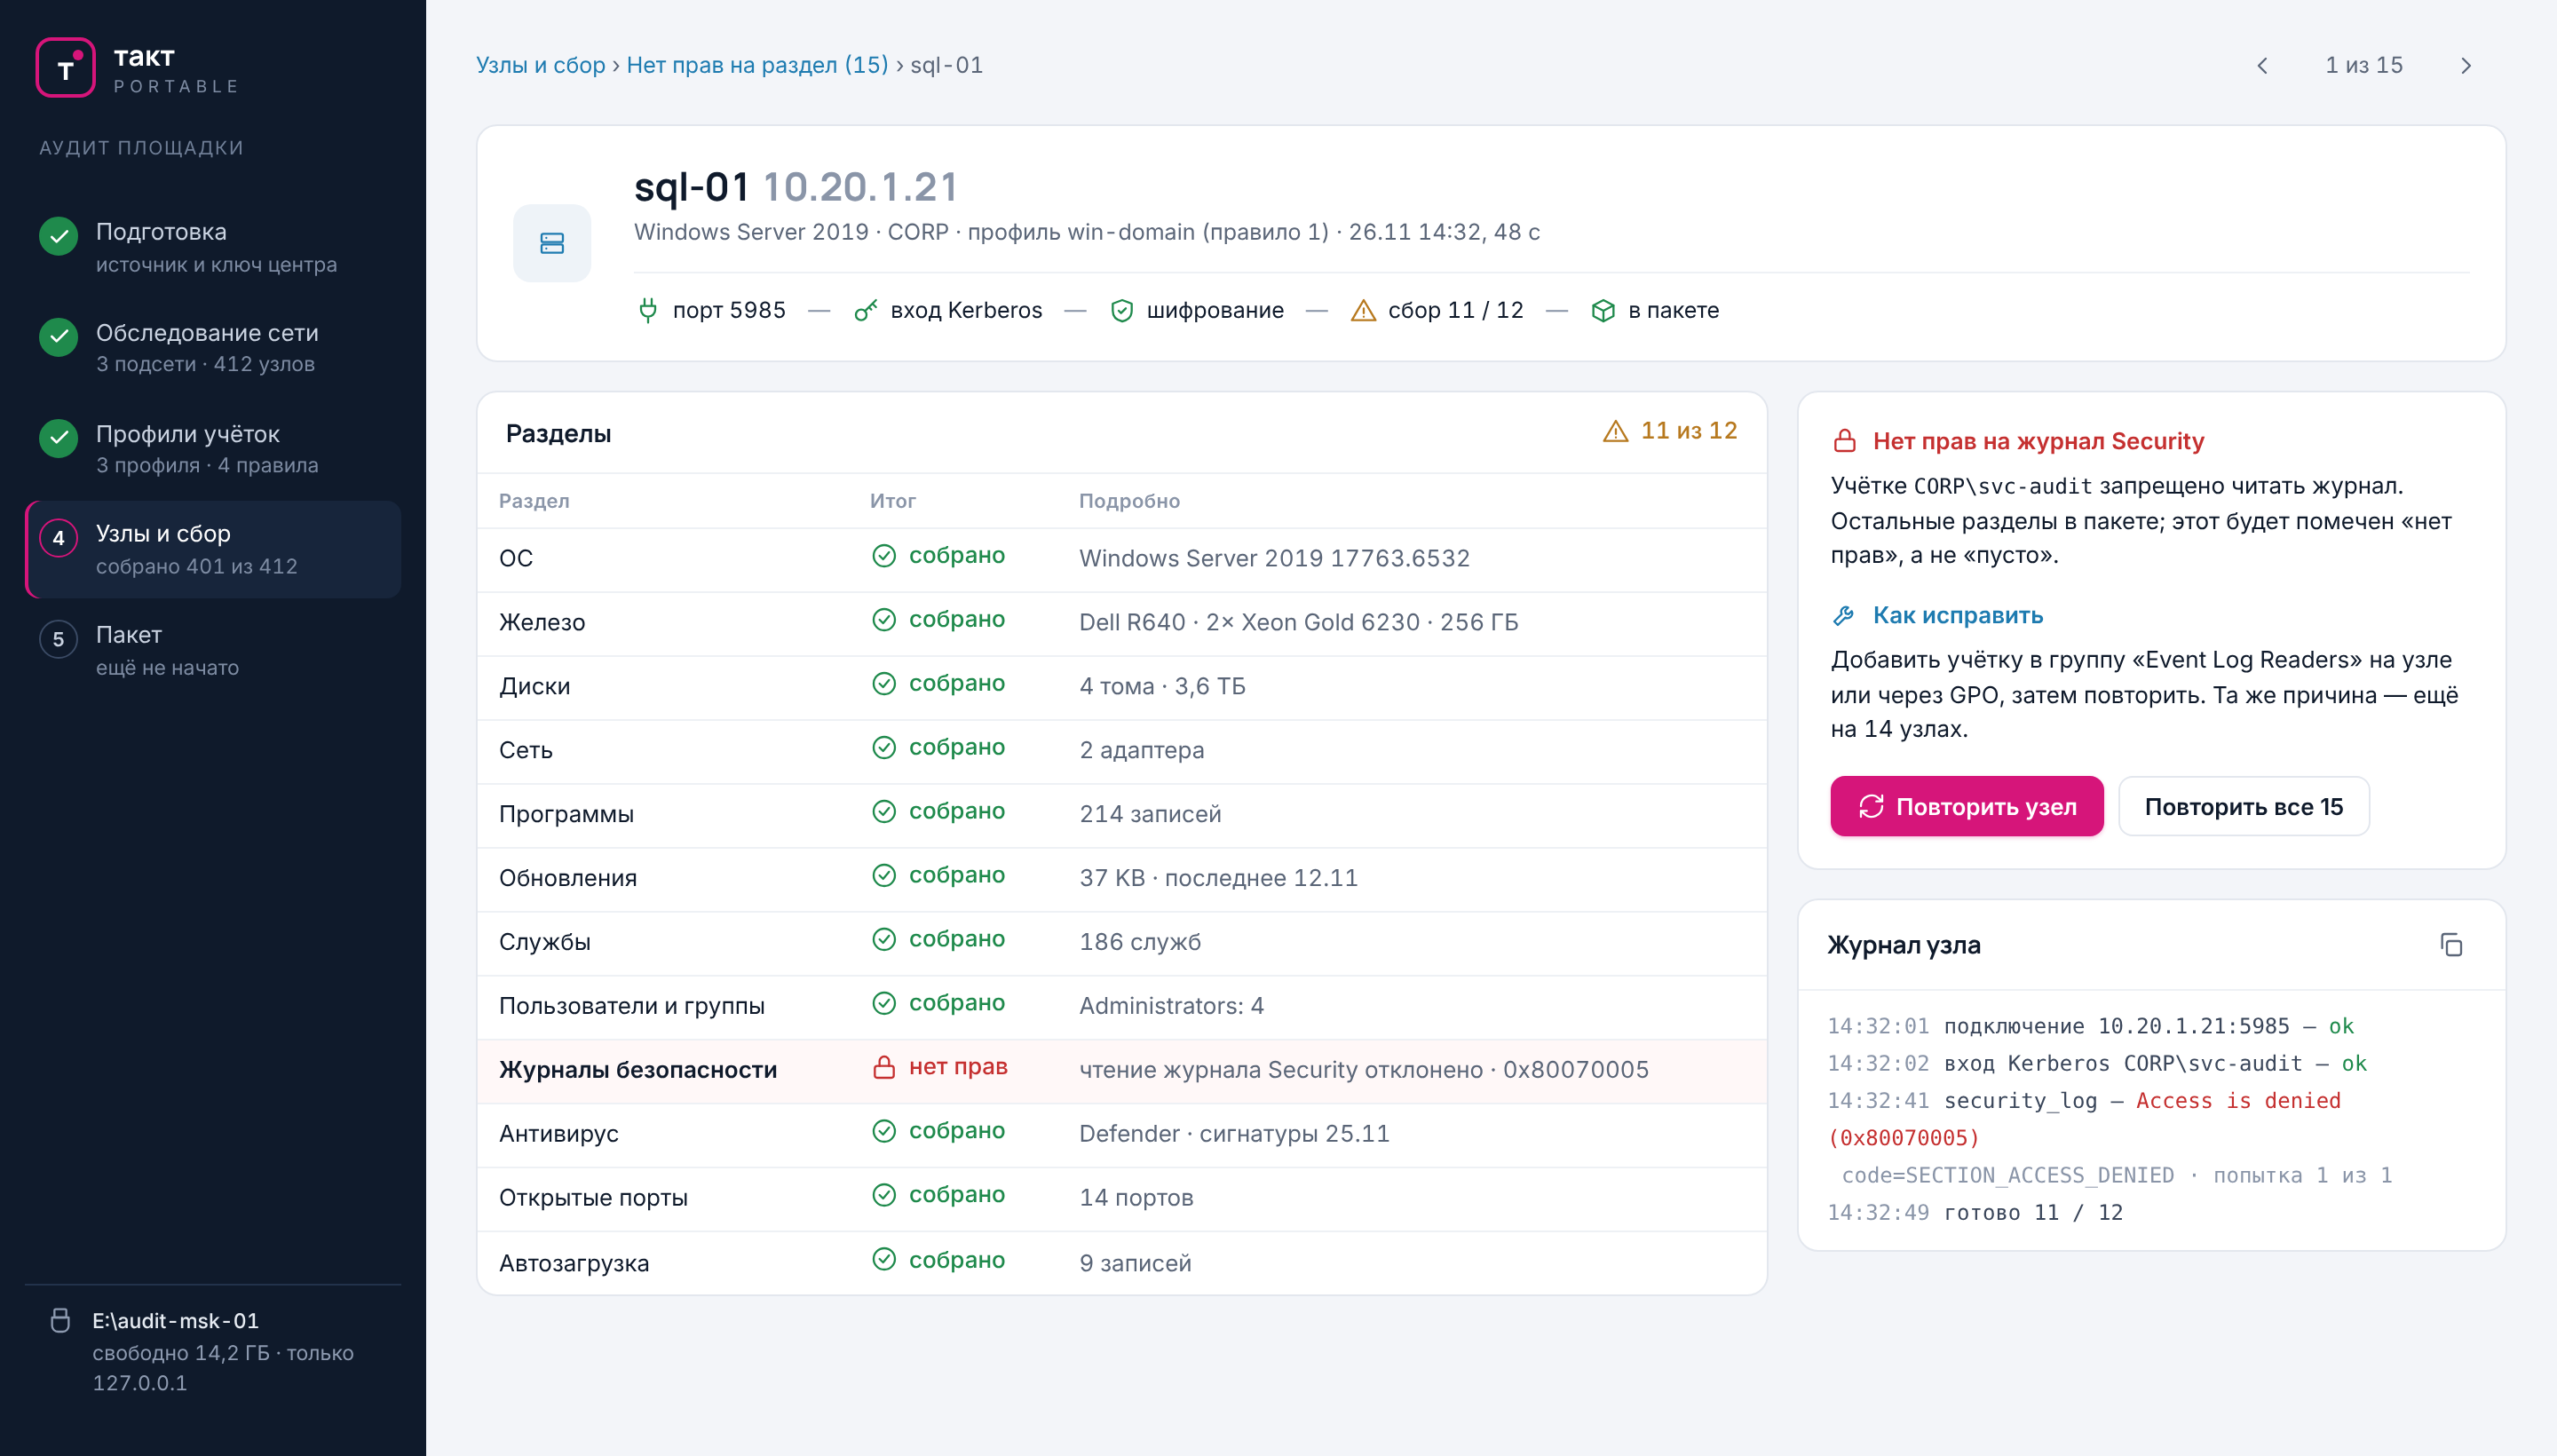 такт
PORTABLE
АУДИТ ПЛОЩАДКИ
Подготовка
источник и ключ центра
Обследование сети
3 подсети · 412 узлов
Профили учёток
3 профиля · 4 правила
4 Узлы и сбор
собрано 401 из 412
5 Пакет
ещё не начато
E:\audit-msk-01
свободно 14,2 ГБ · только
127.0.0.1
Узлы и сбор › Нет прав на раздел (15) › sql-01
1 из 15
sql-01 10.20.1.21
Windows Server 2019 · CORP · профиль win-domain (правило 1) · 26.11 14:32, 48 с
порт 5985 — вход Kerberos — шифрование — сбор 11 / 12 — в пакете
Разделы 11 из 12
Раздел Итог Подробно
ОС собрано Windows Server 2019 17763.6532
Железо собрано Dell R640 · 2× Xeon Gold 6230 · 256 ГБ
Диски собрано 4 тома · 3,6 ТБ
Сеть собрано 2 адаптера
Программы собрано 214 записей
Обновления собрано 37 KB · последнее 12.11
Службы собрано 186 служб
Пользователи и группы собрано Administrators: 4
Журналы безопасности нет прав чтение журнала Security отклонено · 0x80070005
Антивирус собрано Defender · сигнатуры 25.11
Открытые порты собрано 14 портов
Автозагрузка собрано 9 записей
Нет прав на журнал Security
Учётке CORP\svc-audit запрещено читать журнал.
Остальные разделы в пакете; этот будет помечен «нет
прав», а не «пусто».
Как исправить
Добавить учётку в группу «Event Log Readers» на узле
или через GPO, затем повторить. Та же причина — ещё
на 14 узлах.
Повторить узел Повторить все 15
Журнал узла
14:32:01 подключение 10.20.1.21:5985 — ok
14:32:02 вход Kerberos CORP\svc-audit — ok
14:32:41 security_log — Access is denied
(0x80070005)
code=SECTION_ACCESS_DENIED · попытка 1 из 1
14:32:49 готово 11 / 12